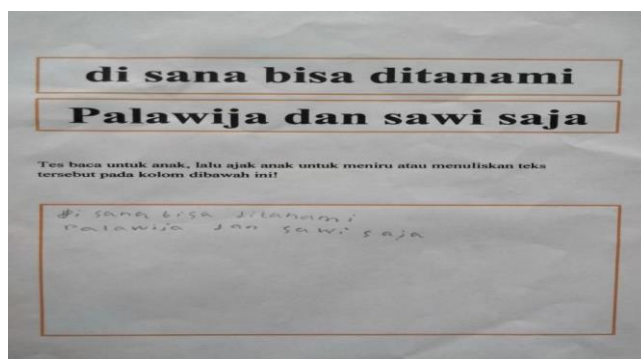 di sana bisa ditanami
Palawija dan sawi saja
Tes baca untuk anak, lalu ajak anak untuk meniru atau menuliskan teks
tersebut pada kolom dibawah ini!
di sana bisa ditanami
Palawija dan sawi saja